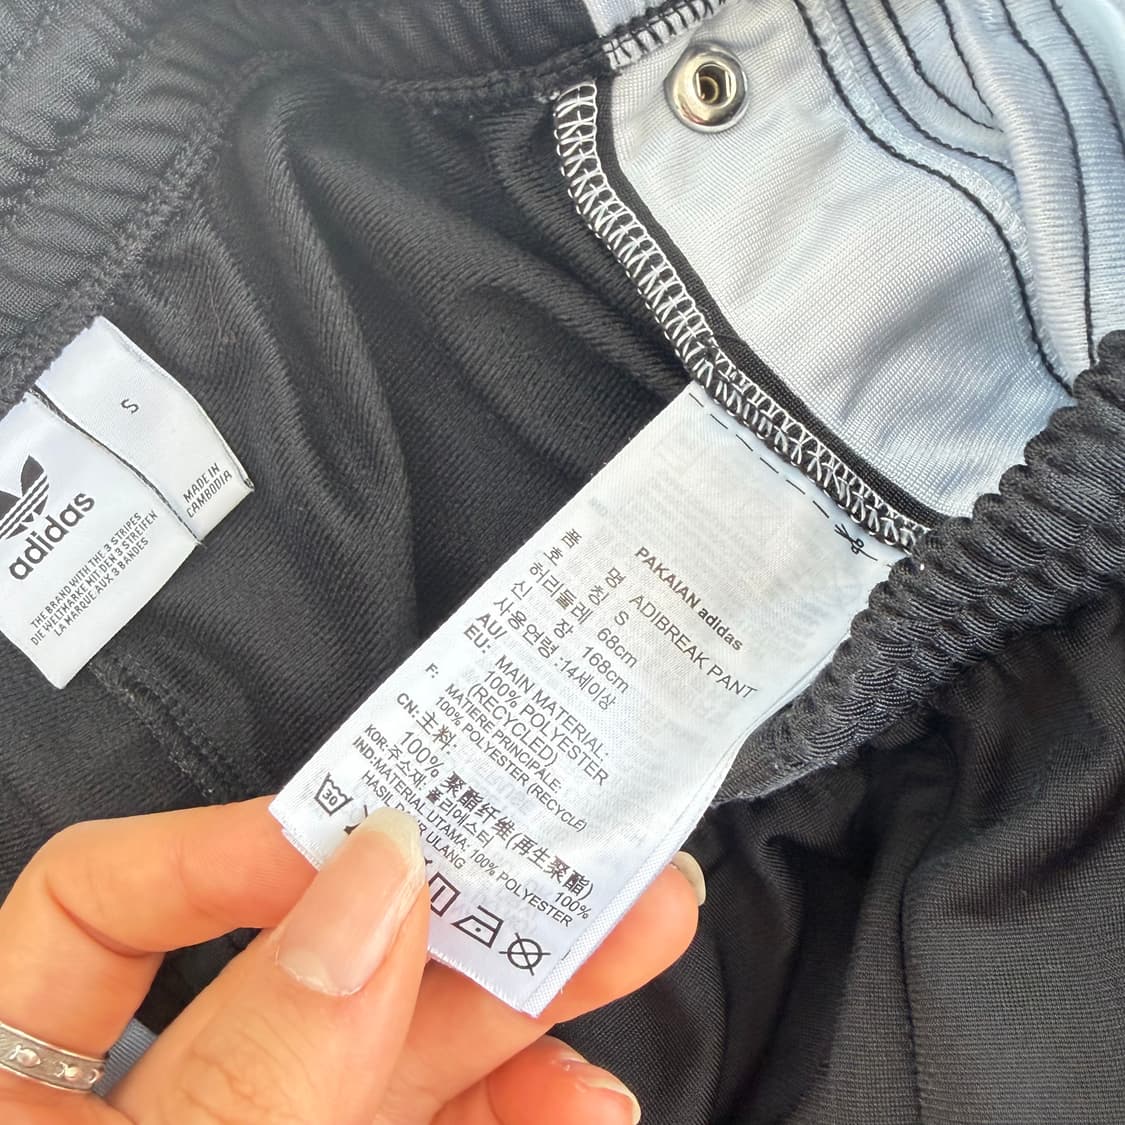 S
MADE IN
CAMBODIA
adidas
THE BRAND WITH THE 3 STRIPES
DIE WELTMARKE MIT DEN 3 STREIFEN
LA MARQUE AUX 3 BANDES
PAKAIAN adidas
품 명 ADIBREAK PANT
호 칭 S
허리둘레 68cm
신 장 168cm
사용연령 :14세이상
AU/
EU: MAIN MATERIAL:
100% POLYESTER
(RECYCLED)
F: MATIÈRE PRINCIPALE:
100% POLYESTER (RECYCLÉ)
CN: 主料:
100% 聚酯纤维(再生聚酯)
KOR:주소재: 폴리에스터 100%
IND:MATERIAL UTAMA: 100% POLYESTER
HASIL ULANG
30